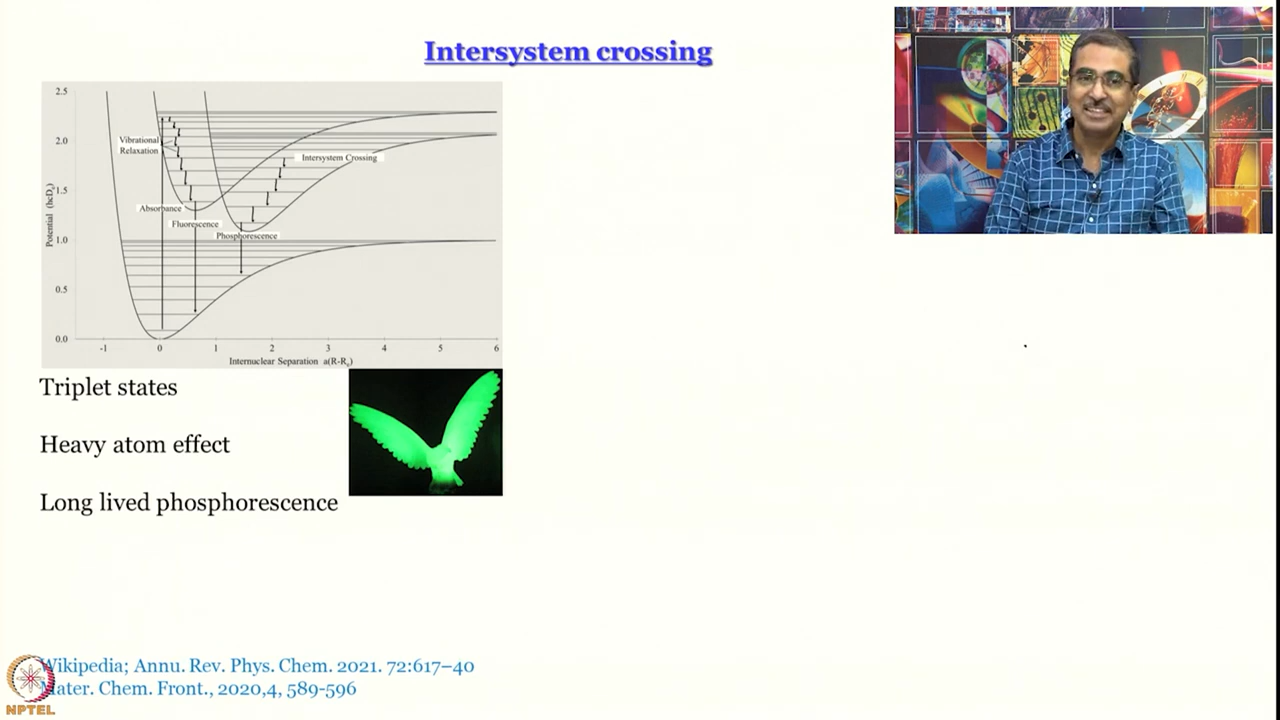 Intersystem crossing
2.5
2.0
1.5
1.0
0.5
0.0
Potential (hcDₑ)
Vibrational
Relaxation
Intersystem Crossing
Absorbance
Fluorescence
Phosphorescence
-1 0 1 2 3 4 5 6
Internuclear Separation a(R-Rₑ)
Triplet states
Heavy atom effect
Long lived phosphorescence
Wikipedia; Annu. Rev. Phys. Chem. 2021. 72:617–40
Mater. Chem. Front., 2020,4, 589-596
NPTEL